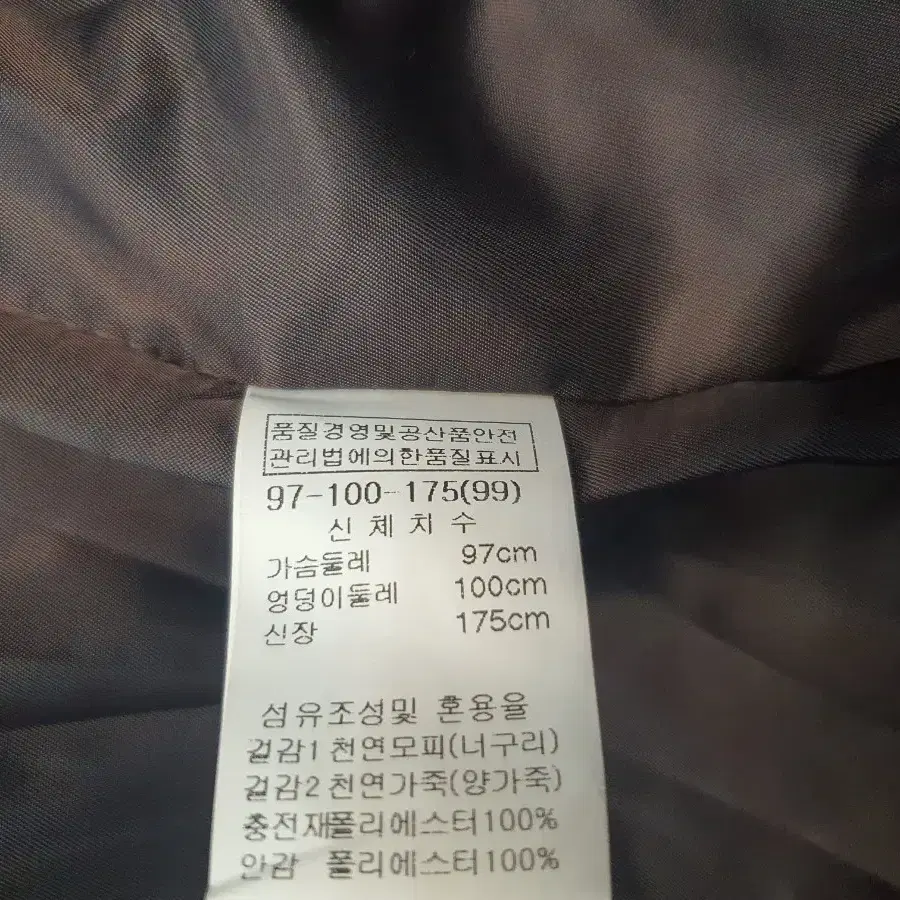 품질경영및공산품안전
관리법에의한품질표시
97-100-175(99)
신체치수
가슴둘레 97cm
엉덩이둘레 100cm
신장 175cm
섬유조성및 혼용율
겉감1 천연모피(너구리)
겉감2 천연가죽(양가죽)
충전재폴리에스터100%
안감 폴리에스터100%